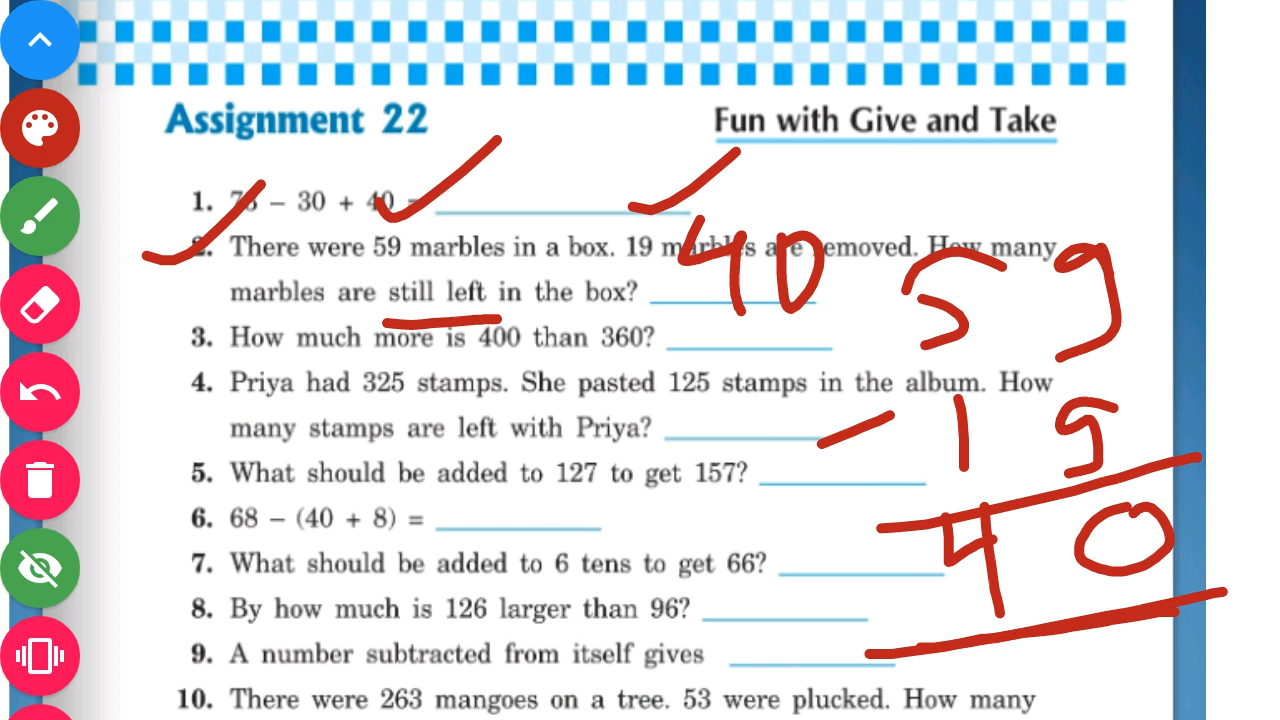 Assignment 22
Fun with Give and Take
1. – 30 + 40 =
2. There were 59 marbles in a box. 19 marbles are removed. How many
marbles are still left in the box? 40
3. How much more is 400 than 360?
4. Priya had 325 stamps. She pasted 125 stamps in the album. How
many stamps are left with Priya?
5. What should be added to 127 to get 157?
6. 68 – (40 + 8) =
7. What should be added to 6 tens to get 66?
8. By how much is 126 larger than 96?
9. A number subtracted from itself gives
10. There were 263 mangoes on a tree. 53 were plucked. How many
59
– 19
40